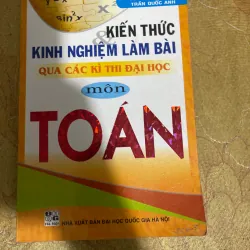 TRẦN QUỐC ANH
sin³x
KIẾN THỨC
& KINH NGHIỆM LÀM BÀI
QUA CÁC KÌ THI ĐẠI HỌC
môn
TOÁN
NHÀ XUẤT BẢN ĐẠI HỌC QUỐC GIA HÀ NỘI